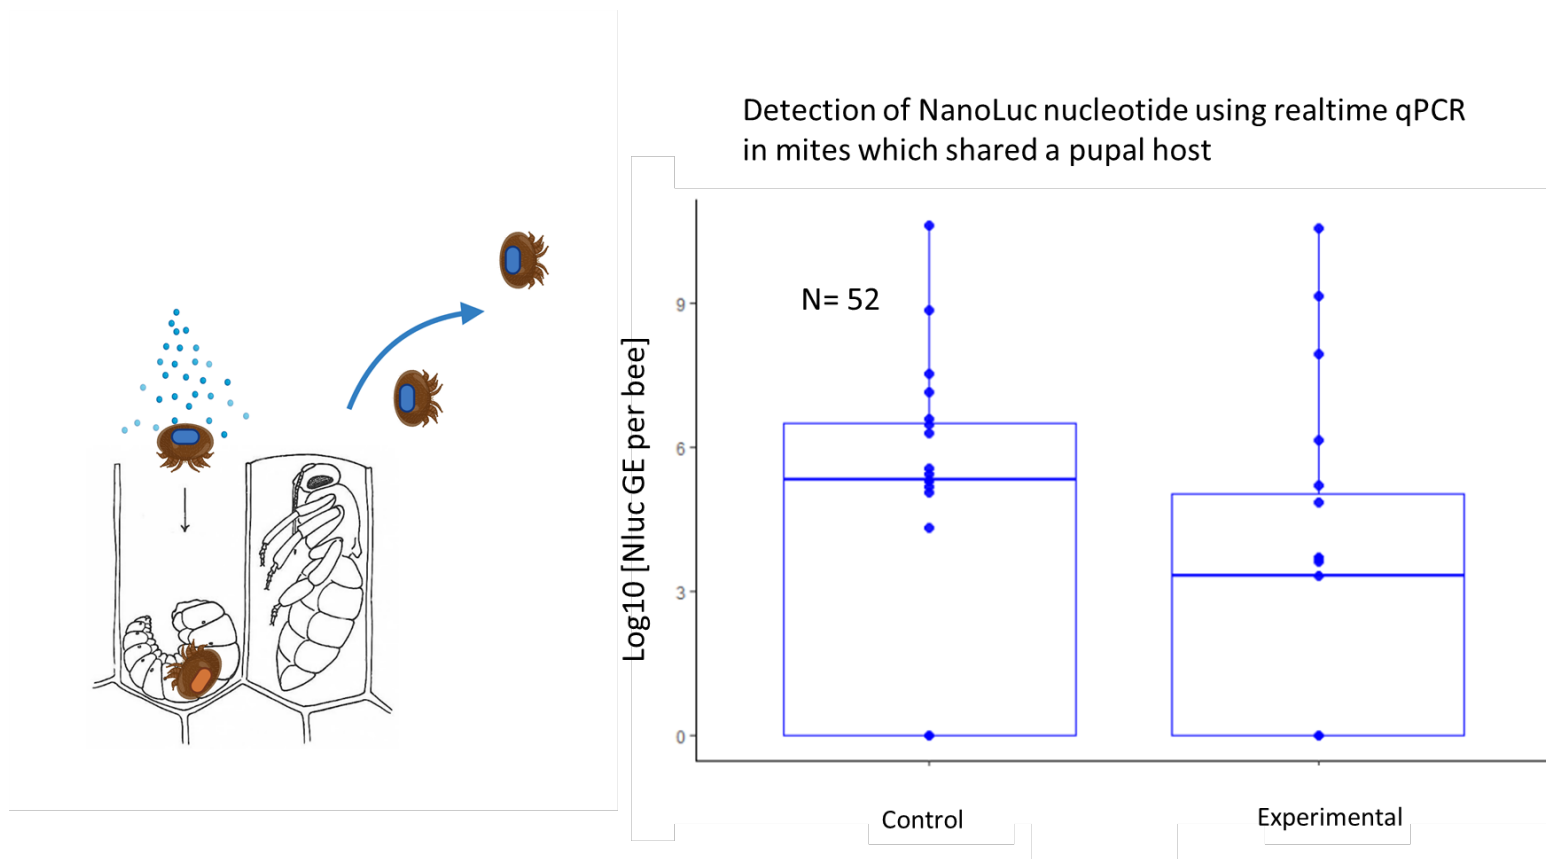 Detection of NanoLuc nucleotide using realtime qPCR
in mites which shared a pupal host
N= 52
Log10 [Nluc GE per bee]
9
6
3
0
Control
Experimental